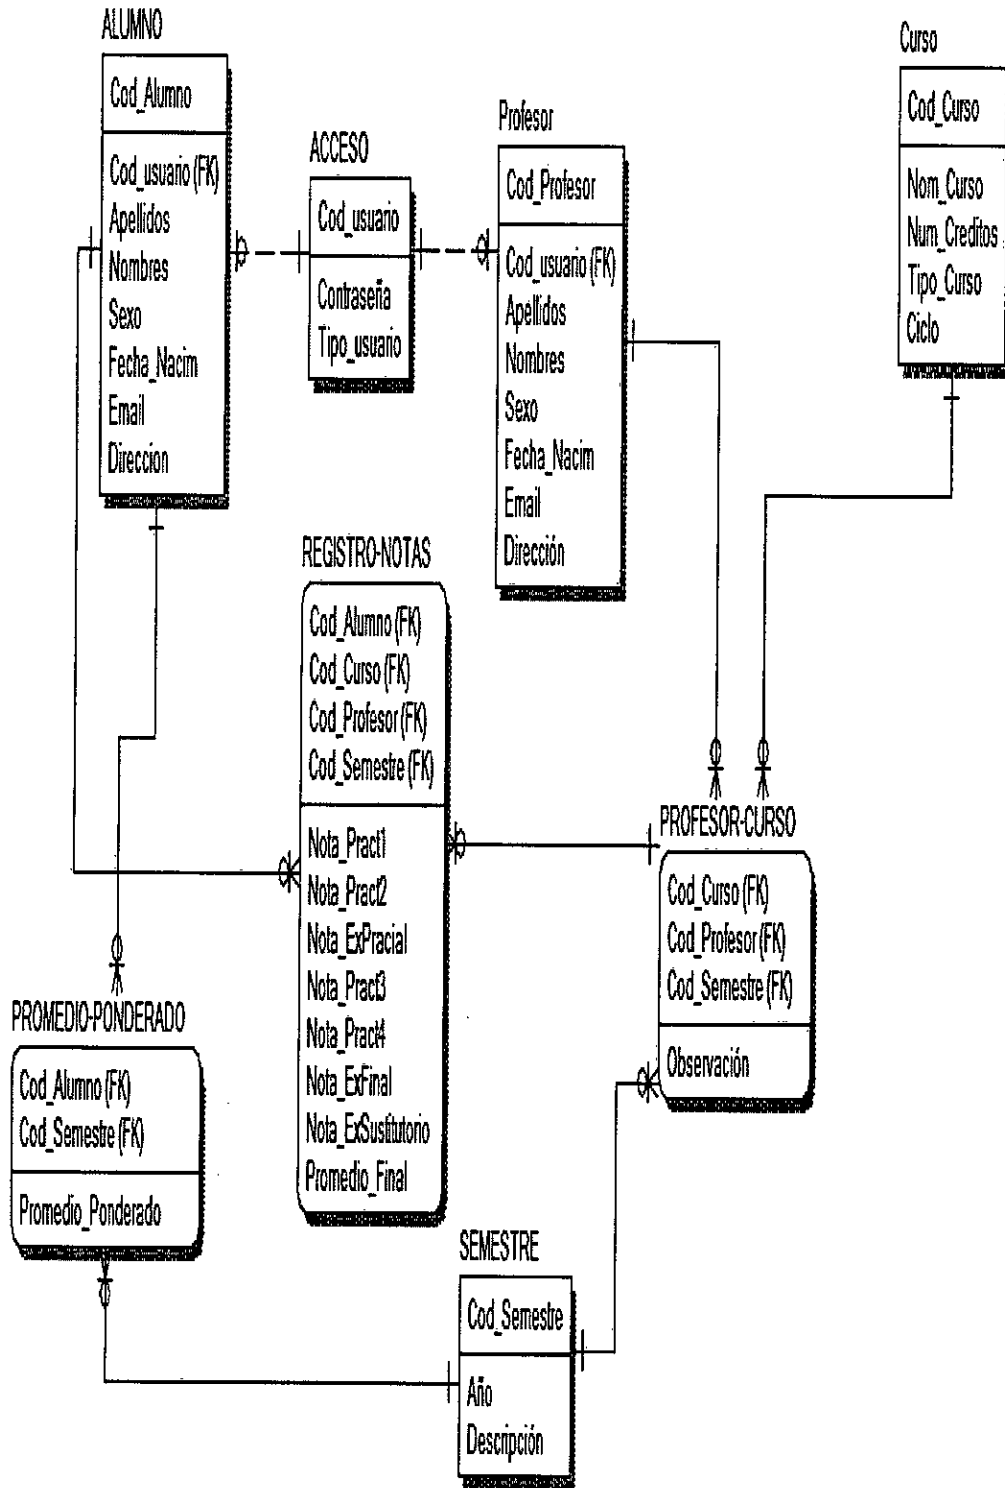 ALUMNO
Cod_Alumno
Cod_usuario (FK)
Apellidos
Nombres
Sexo
Fecha_Nacim
Email
Direccion
ACCESO
Cod_usuario
Contraseña
Tipo_usuario
Profesor
Cod_Profesor
Cod_usuario (FK)
Apellidos
Nombres
Sexo
Fecha_Nacim
Email
Dirección
Curso
Cod_Curso
Nom_Curso
Num_Creditos
Tipo_Curso
Ciclo
REGISTRO-NOTAS
Cod_Alumno (FK)
Cod_Curso (FK)
Cod_Profesor (FK)
Cod_Semestre (FK)
Nota_Pract1
Nota_Pract2
Nota_ExPracial
Nota_Pract3
Nota_Pract4
Nota_ExFinal
Nota_ExSustitutorio
Promedio_Final
PROFESOR-CURSO
Cod_Curso (FK)
Cod_Profesor (FK)
Cod_Semestre (FK)
Observación
PROMEDIO-PONDERADO
Cod_Alumno (FK)
Cod_Semestre (FK)
Promedio_Ponderado
SEMESTRE
Cod_Semestre
Año
Descripción